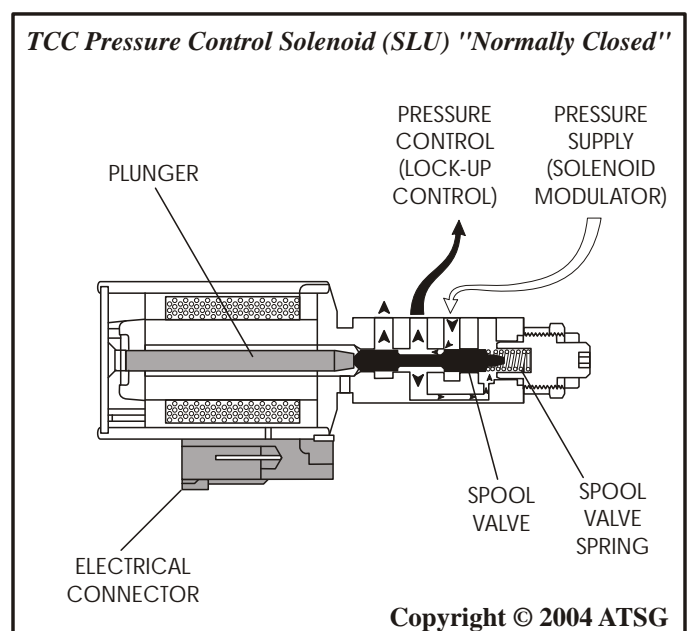 TCC Pressure Control Solenoid (SLU) "Normally Closed"
PRESSURE
CONTROL
(LOCK-UP
CONTROL)
PRESSURE
SUPPLY
(SOLENOID
MODULATOR)
PLUNGER
SPOOL
VALVE
SPOOL
VALVE
SPRING
ELECTRICAL
CONNECTOR
Copyright © 2004 ATSG